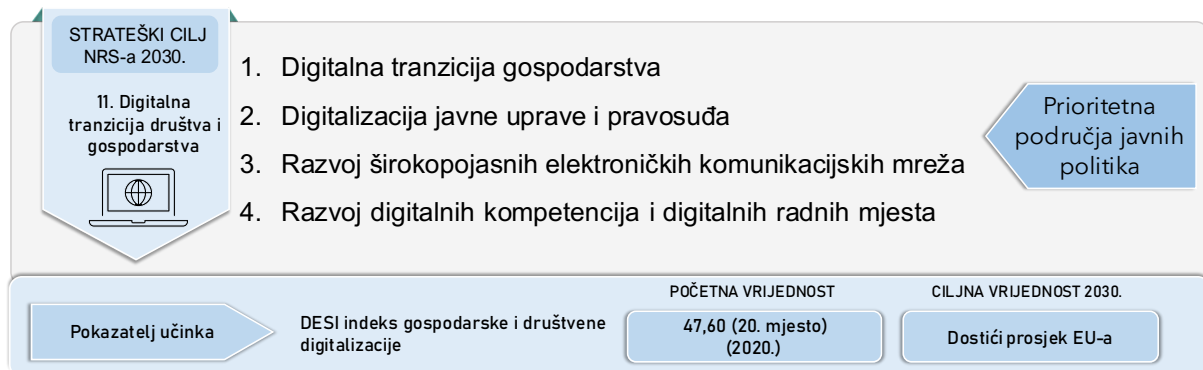 STRATEŠKI CILJ
NRS-a 2030.
11. Digitalna
tranzicija društva i
gospodarstva
1. Digitalna tranzicija gospodarstva
2. Digitalizacija javne uprave i pravosuđa
3. Razvoj širokopojasnih elektroničkih komunikacijskih mreža
4. Razvoj digitalnih kompetencija i digitalnih radnih mjesta
Prioritetna
područja javnih
politika
Pokazatelj učinka
DESI indeks gospodarske i društvene
digitalizacije
POČETNA VRIJEDNOST
47,60 (20. mjesto)
(2020.)
CILJNA VRIJEDNOST 2030.
Dostići prosjek EU-a